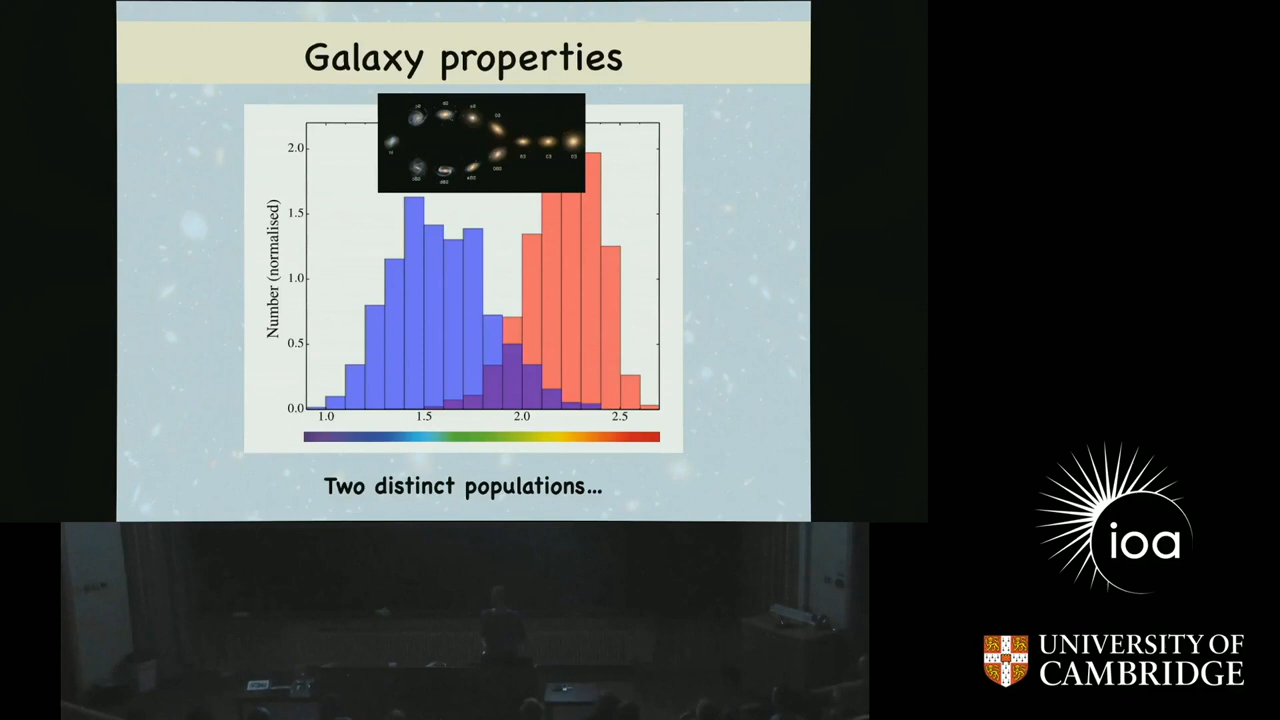 Galaxy properties
2.0
1.5
1.0
0.5
0.0
Number (normalised)
1.0 1.5 2.0 2.5
Two distinct populations...
ioa
UNIVERSITY OF
CAMBRIDGE